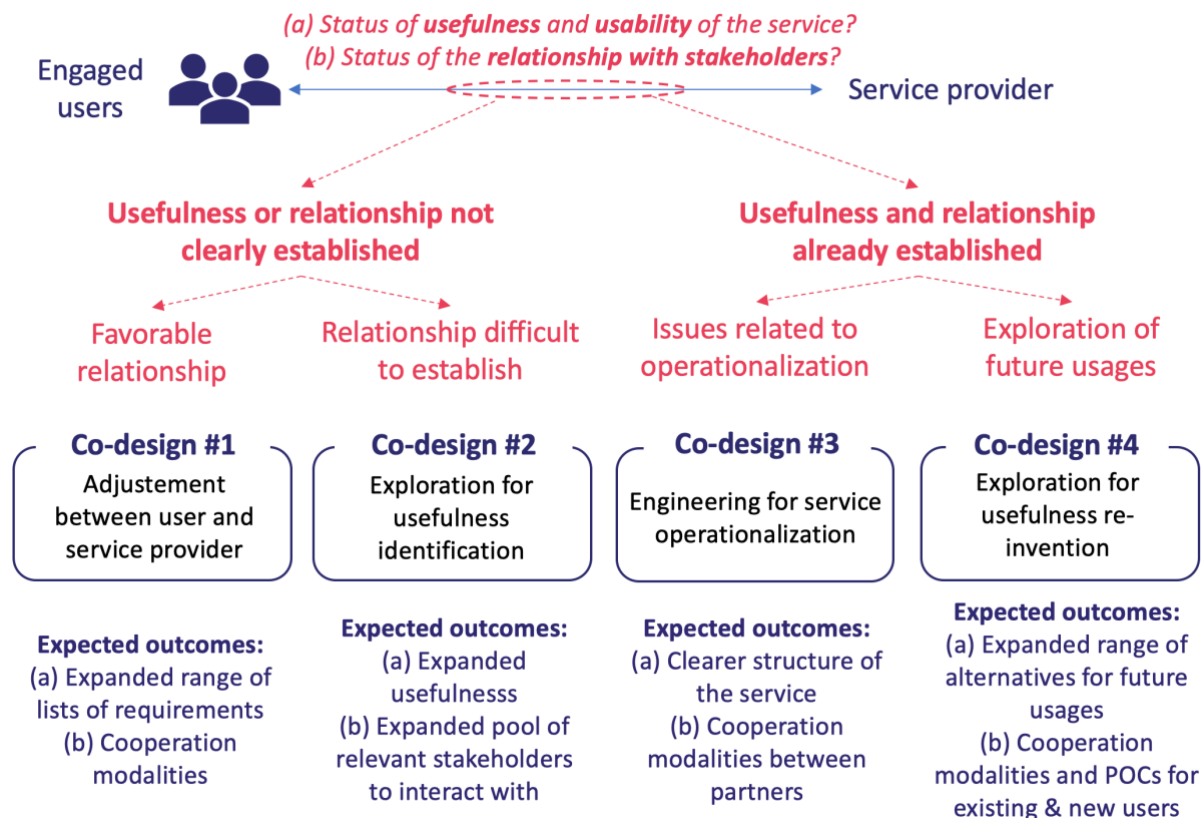 (a) Status of usefulness and usability of the service?
(b) Status of the relationship with stakeholders?
Engaged
users
Service provider
Usefulness or relationship not
clearly established
Usefulness and relationship
already established
Favorable
relationship
Relationship difficult
to establish
Issues related to
operationalization
Exploration of
future usages
Co-design #1
Adjustement
between user and
service provider
Co-design #2
Exploration for
usefulness
identification
Co-design #3
Engineering for service
operationalization
Co-design #4
Exploration for
usefulness re-
invention
Expected outcomes:
(a) Expanded range of
lists of requirements
(b) Cooperation
modalities
Expected outcomes:
(a) Expanded
usefulnesss
(b) Expanded pool of
relevant stakeholders
to interact with
Expected outcomes:
(a) Clearer structure of
the service
(b) Cooperation
modalities between
partners
Expected outcomes:
(a) Expanded range of
alternatives for future
usages
(b) Cooperation
modalities and POCs for
existing & new users